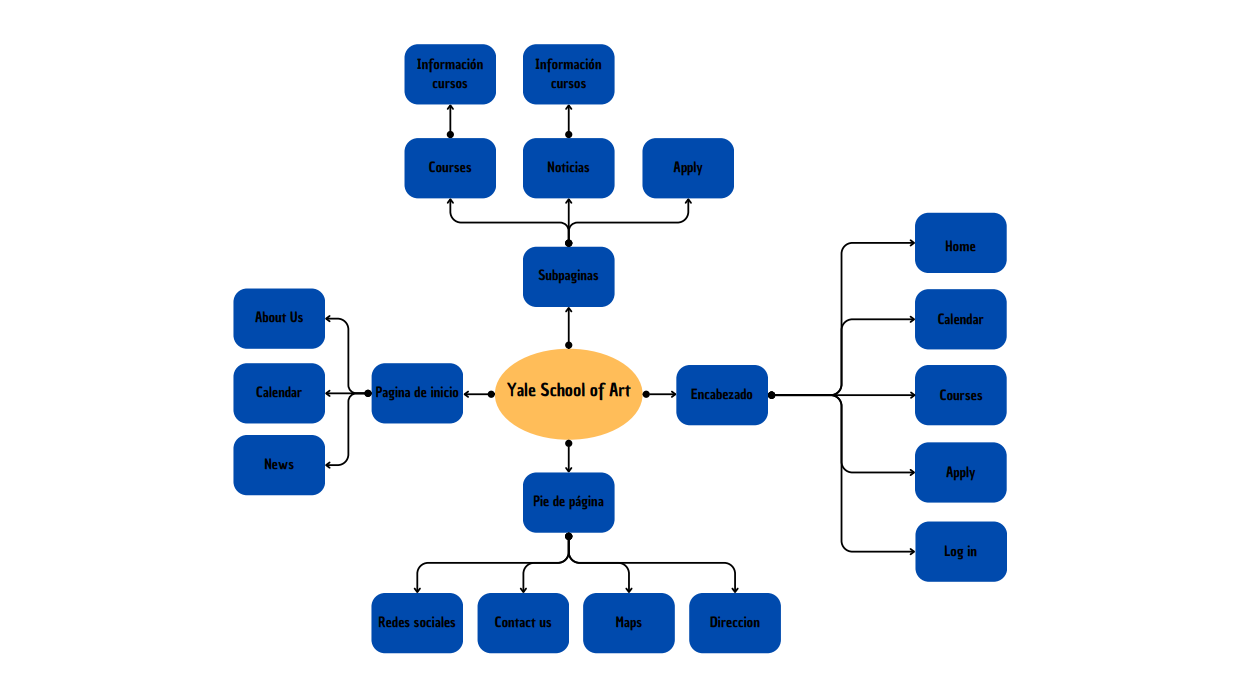 Información
cursos
Información
cursos
Courses
Noticias
Apply
Subpaginas
Home
Calendar
Courses
Apply
Log in
About Us
Calendar
News
Pagina de inicio
Yale School of Art
Encabezado
Pie de página
Redes sociales
Contact us
Maps
Direccion